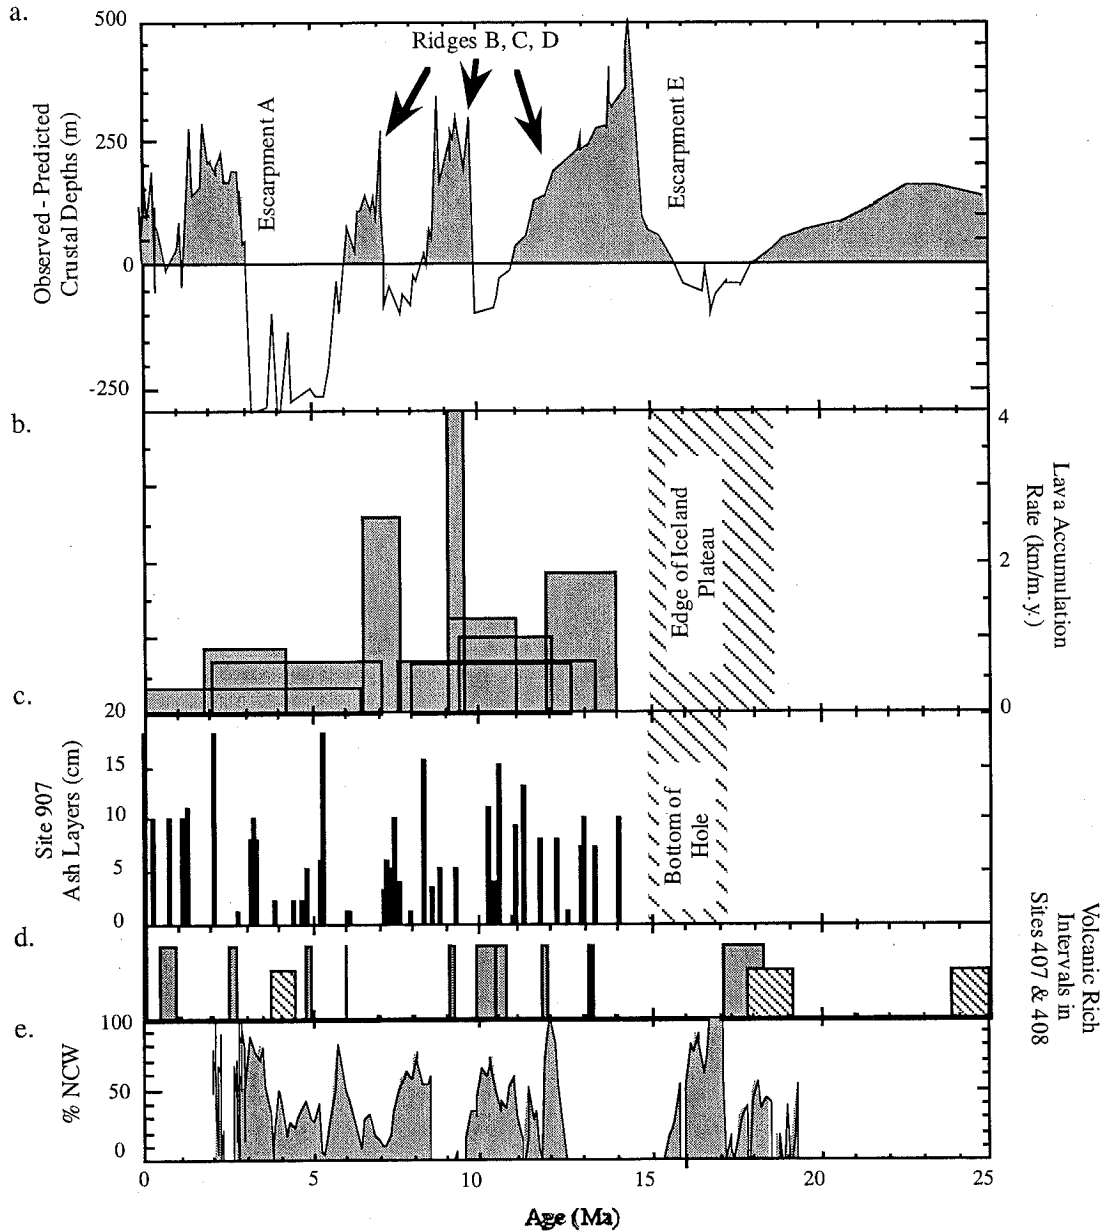 a.
500
250
0
-250
Observed - Predicted
Crustal Depths (m)
Ridges B, C, D
Escarpment A
Escarpment E
b.
4
2
0
Lava Accumulation
Rate (km/m. y.)
Edge of Iceland
Plateau
c.
20
15
10
5
0
Site 907
Ash Layers (cm)
Bottom of
Hole
d.
Volcanic Rich
Intervals in
Sites 407 & 408
e.
100
50
0
% NCW
0
5
10
15
20
25
Age (Ma)